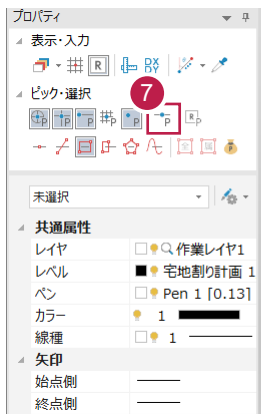 プロパティ
表示・入力
R DX DY
ピック・選択
7
P P P P P P R P
未選択
共通属性
レイヤ 作業レイヤ1
レベル 宅地割り計画 1
ペン Pen 1 [0.13]
カラー 1
線種 1
矢印
始点側
終点側